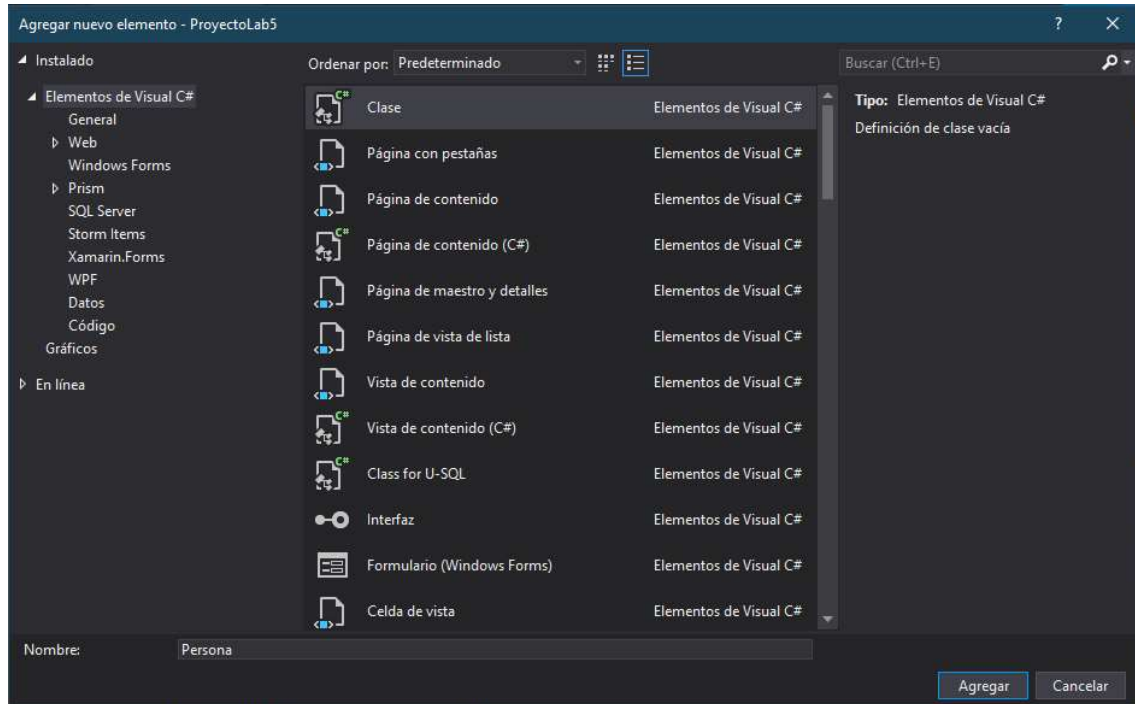 Agregar nuevo elemento - ProyectoLab5
Instalado
Ordenar por: Predeterminado
Buscar (Ctrl+E)
Elementos de Visual C#
General
Web
Windows Forms
Prism
SQL Server
Storm Items
Xamarin.Forms
WPF
Datos
Código
Gráficos
En línea
Clase Elementos de Visual C#
Página con pestañas Elementos de Visual C#
Página de contenido Elementos de Visual C#
Página de contenido (C#) Elementos de Visual C#
Página de maestro y detalles Elementos de Visual C#
Página de vista de lista Elementos de Visual C#
Vista de contenido Elementos de Visual C#
Vista de contenido (C#) Elementos de Visual C#
Class for U-SQL Elementos de Visual C#
Interfaz Elementos de Visual C#
Formulario (Windows Forms) Elementos de Visual C#
Celda de vista Elementos de Visual C#
Tipo: Elementos de Visual C#
Definición de clase vacía
Nombre: Persona
Agregar Cancelar